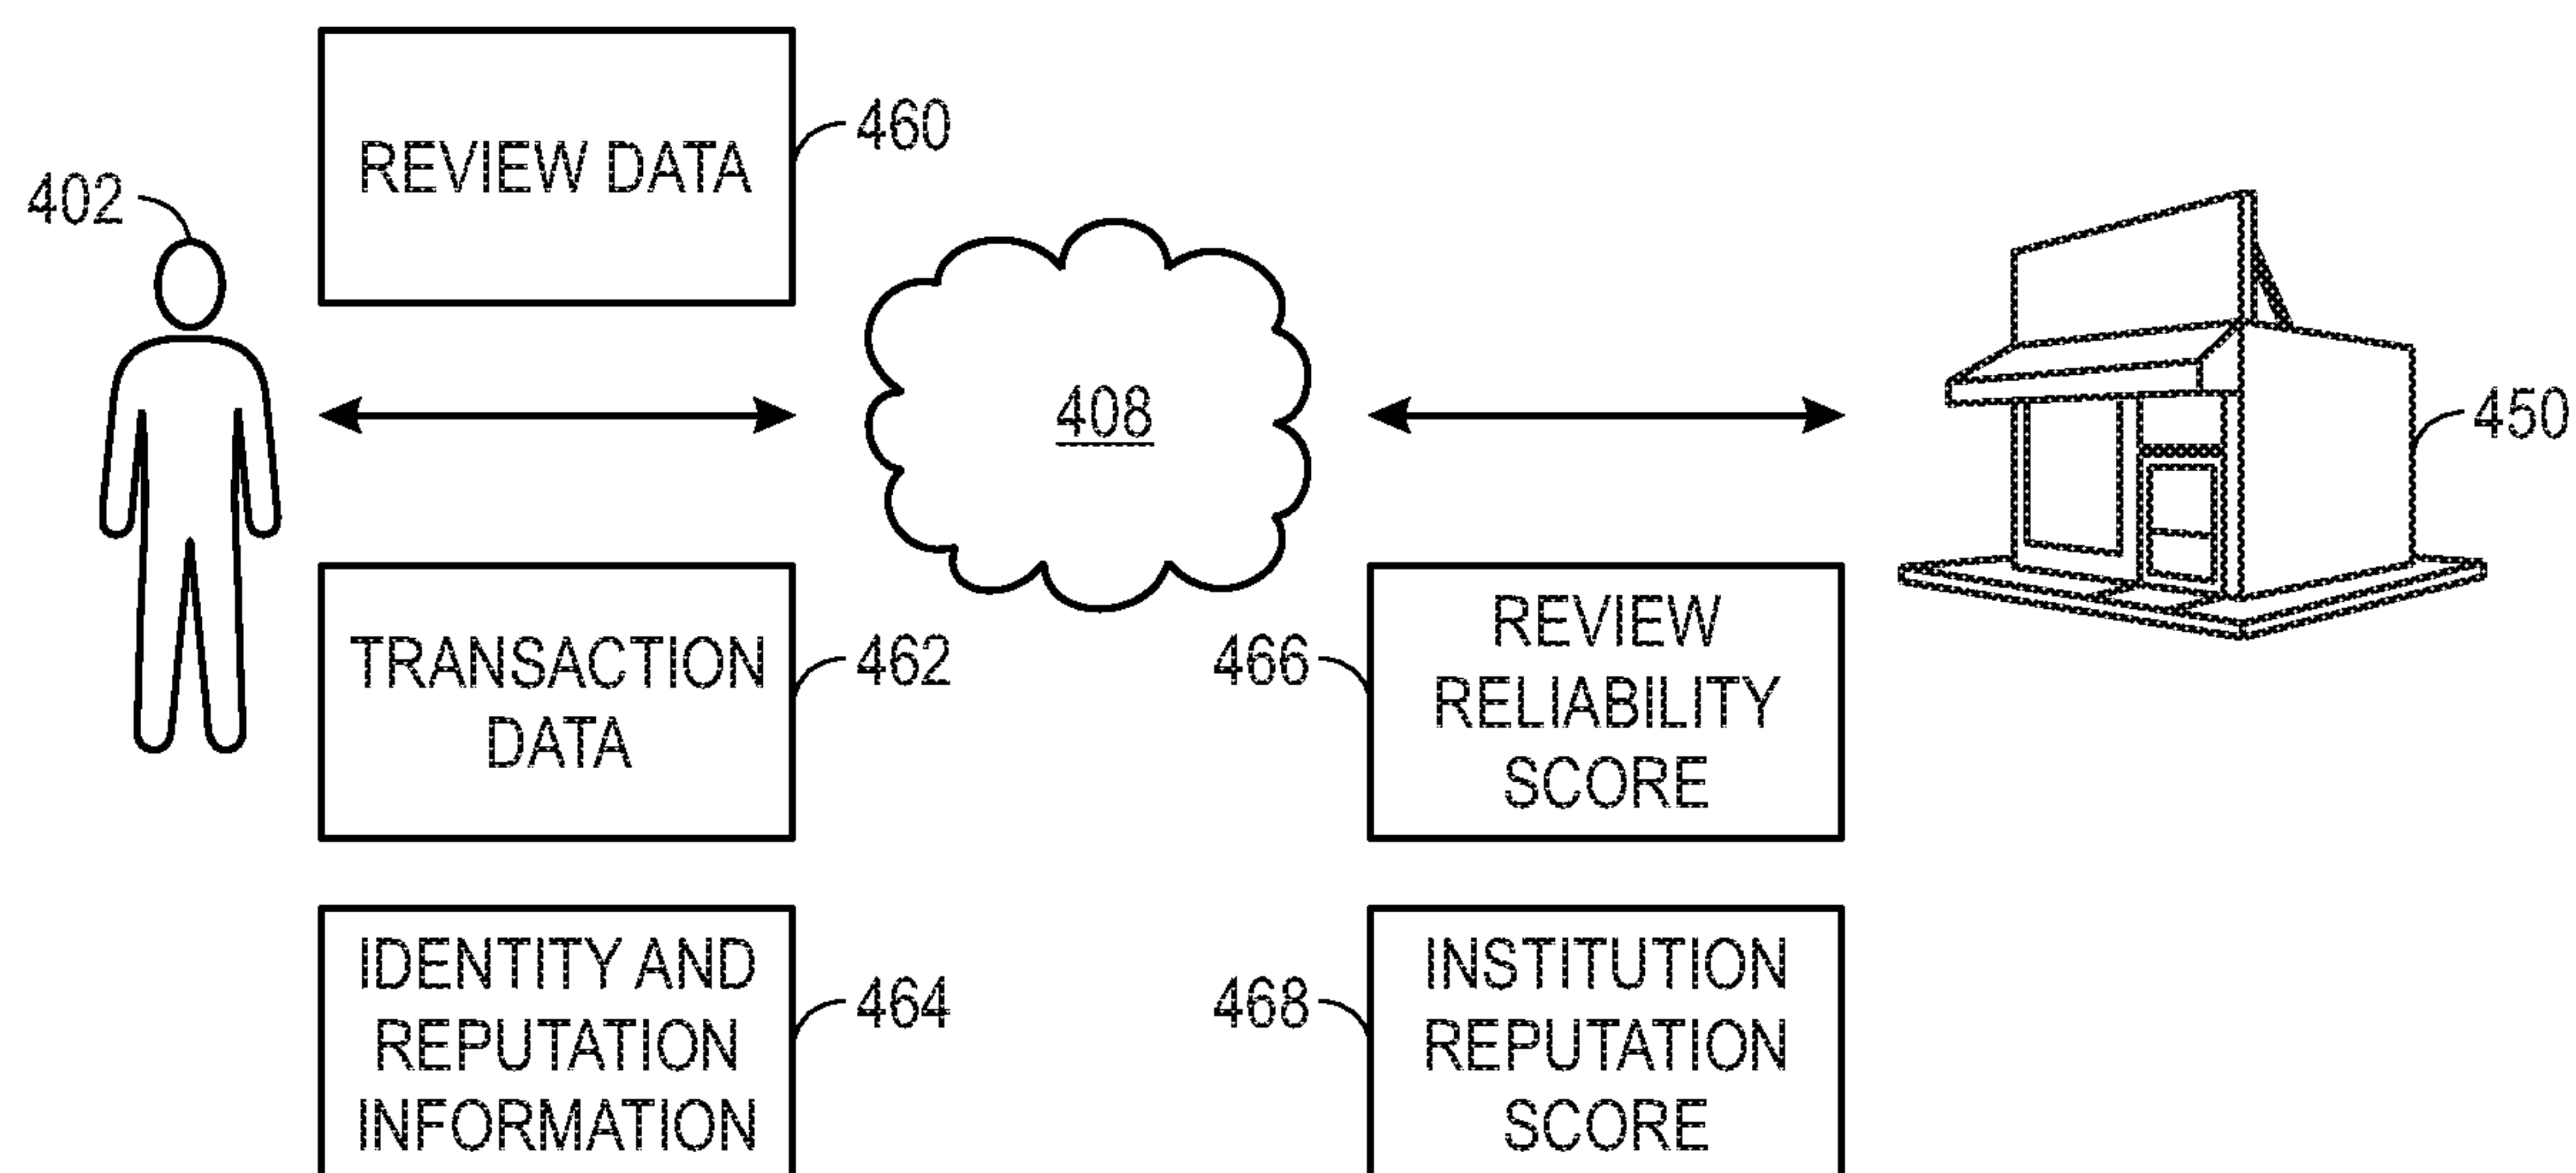 REVIEW DATA
460
402
408
450
TRANSACTION
DATA
462
466
REVIEW
RELIABILITY
SCORE
IDENTITY AND
REPUTATION
INFORMATION
464
468
INSTITUTION
REPUTATION
SCORE